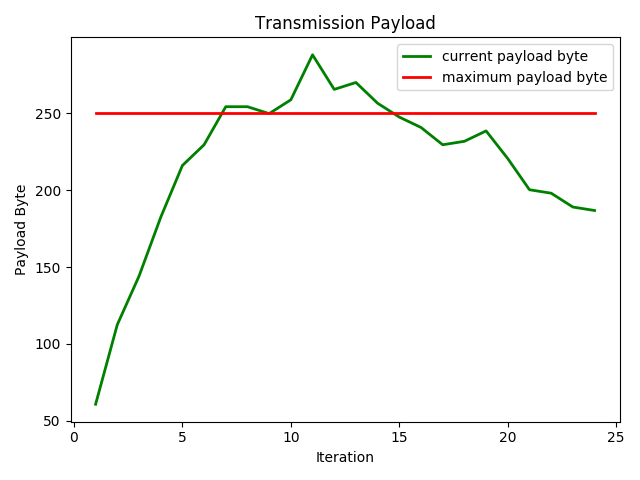 Transmission Payload
current payload byte
maximum payload byte
250
200
150
100
50
Payload Byte
0 5 10 15 20 25
Iteration